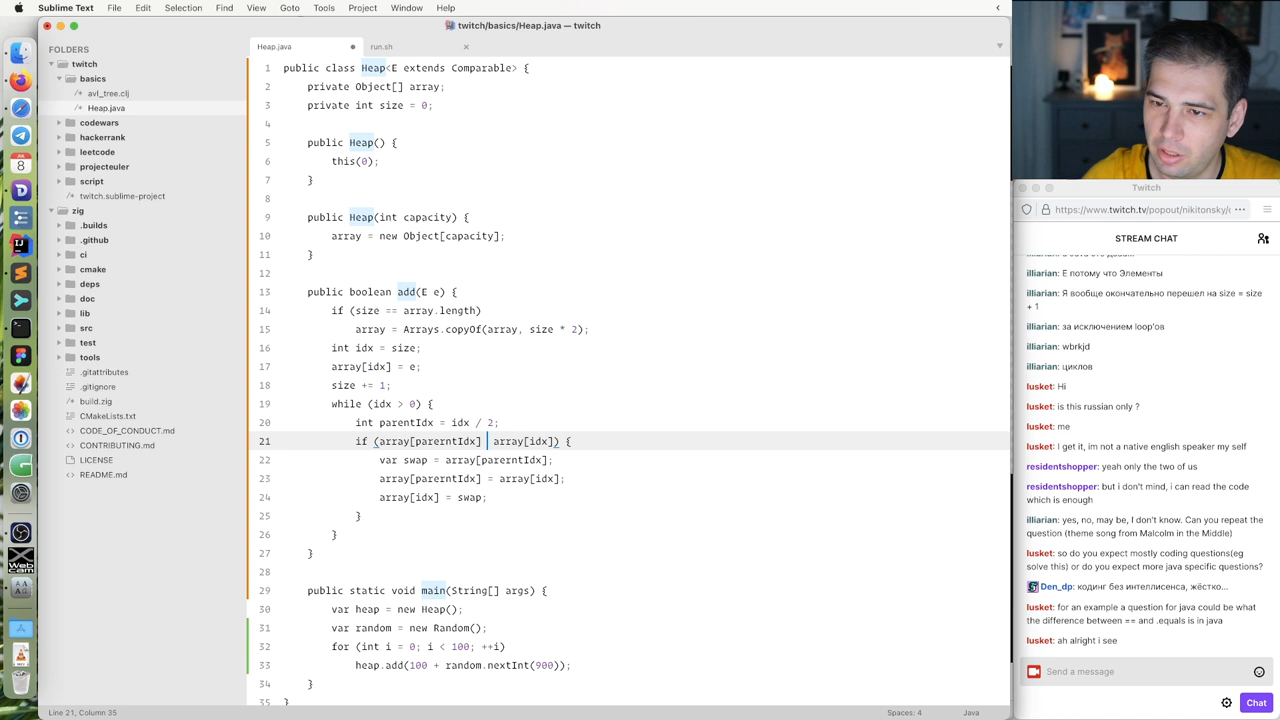 Sublime Text File Edit Selection Find View Goto Tools Project Window Help
twitch/basics/Heap.java — twitch
FOLDERS
twitch
basics
avl_tree.clj
Heap.java
codewars
hackerrank
leetcode
projecteuler
script
twitch.sublime-project
zig
.builds
.github
ci
cmake
deps
doc
lib
src
test
tools
.gitattributes
.gitignore
build.zig
CMakeLists.txt
CODE_OF_CONDUCT.md
CONTRIBUTING.md
LICENSE
README.md
JUL
8
Heap.java
run.sh
1 public class Heap<E extends Comparable> {
2 private Object[] array;
3 private int size = 0;
4
5 public Heap() {
6 this(0);
7 }
8
9 public Heap(int capacity) {
10 array = new Object[capacity];
11 }
12
13 public boolean add(E e) {
14 if (size == array.length)
15 array = Arrays.copyOf(array, size * 2);
16 int idx = size;
17 array[idx] = e;
18 size += 1;
19 while (idx > 0) {
20 int parentIdx = idx / 2;
21 if (array[parerntIdx] array[idx]) {
22 var swap = array[parerntIdx];
23 array[parerntIdx] = array[idx];
24 array[idx] = swap;
25 }
26 }
27 }
28
29 public static void main(String[] args) {
30 var heap = new Heap();
31 var random = new Random();
32 for (int i = 0; i < 100; ++i)
33 heap.add(100 + random.nextInt(900));
34 }
35 }
Line 21, Column 35
Spaces: 4
Java
Twitch
https://www.twitch.tv/popout/nikitonsky/
STREAM CHAT
illiarian: Е потому что Элементы
illiarian: Я вообще окончательно перешел на size = size
+ 1
illiarian: за исключением loop'ов
illiarian: wbrkjd
illiarian: циклов
lusket: Hi
lusket: is this russian only ?
lusket: me
lusket: I get it, im not a native english speaker my self
residentshopper: yeah only the two of us
residentshopper: but i don't mind, i can read the code
which is enough
illiarian: yes, no, may be, I don't know. Can you repeat the
question (theme song from Malcolm in the Middle)
lusket: so do you expect mostly coding questions(eg
solve this) or do you expect more java specific questions?
Den_dp: кодинг без интеллисенса, жёстко...
lusket: for an example a question for java could be what
the difference between == and .equals is in java
lusket: ah alright i see
Send a message
Chat